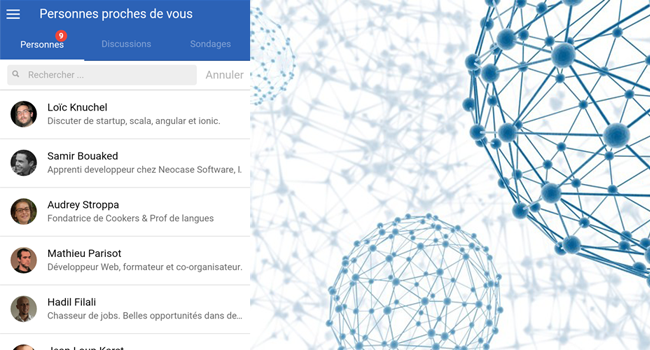 Personnes proches de vous
9
Personnes
Discussions
Sondages
Rechercher ...
Annuler
Loïc Knuchel
Discuter de startup, scala, angular et ionic.
Samir Bouaked
Apprenti developpeur chez Neocase Software, I.
Audrey Stroppa
Fondatrice de Cookers & Prof de langues
Mathieu Parisot
Développeur Web, formateur et co-organisateur.
Hadil Filali
Chasseur de jobs. Belles opportunités dans de...